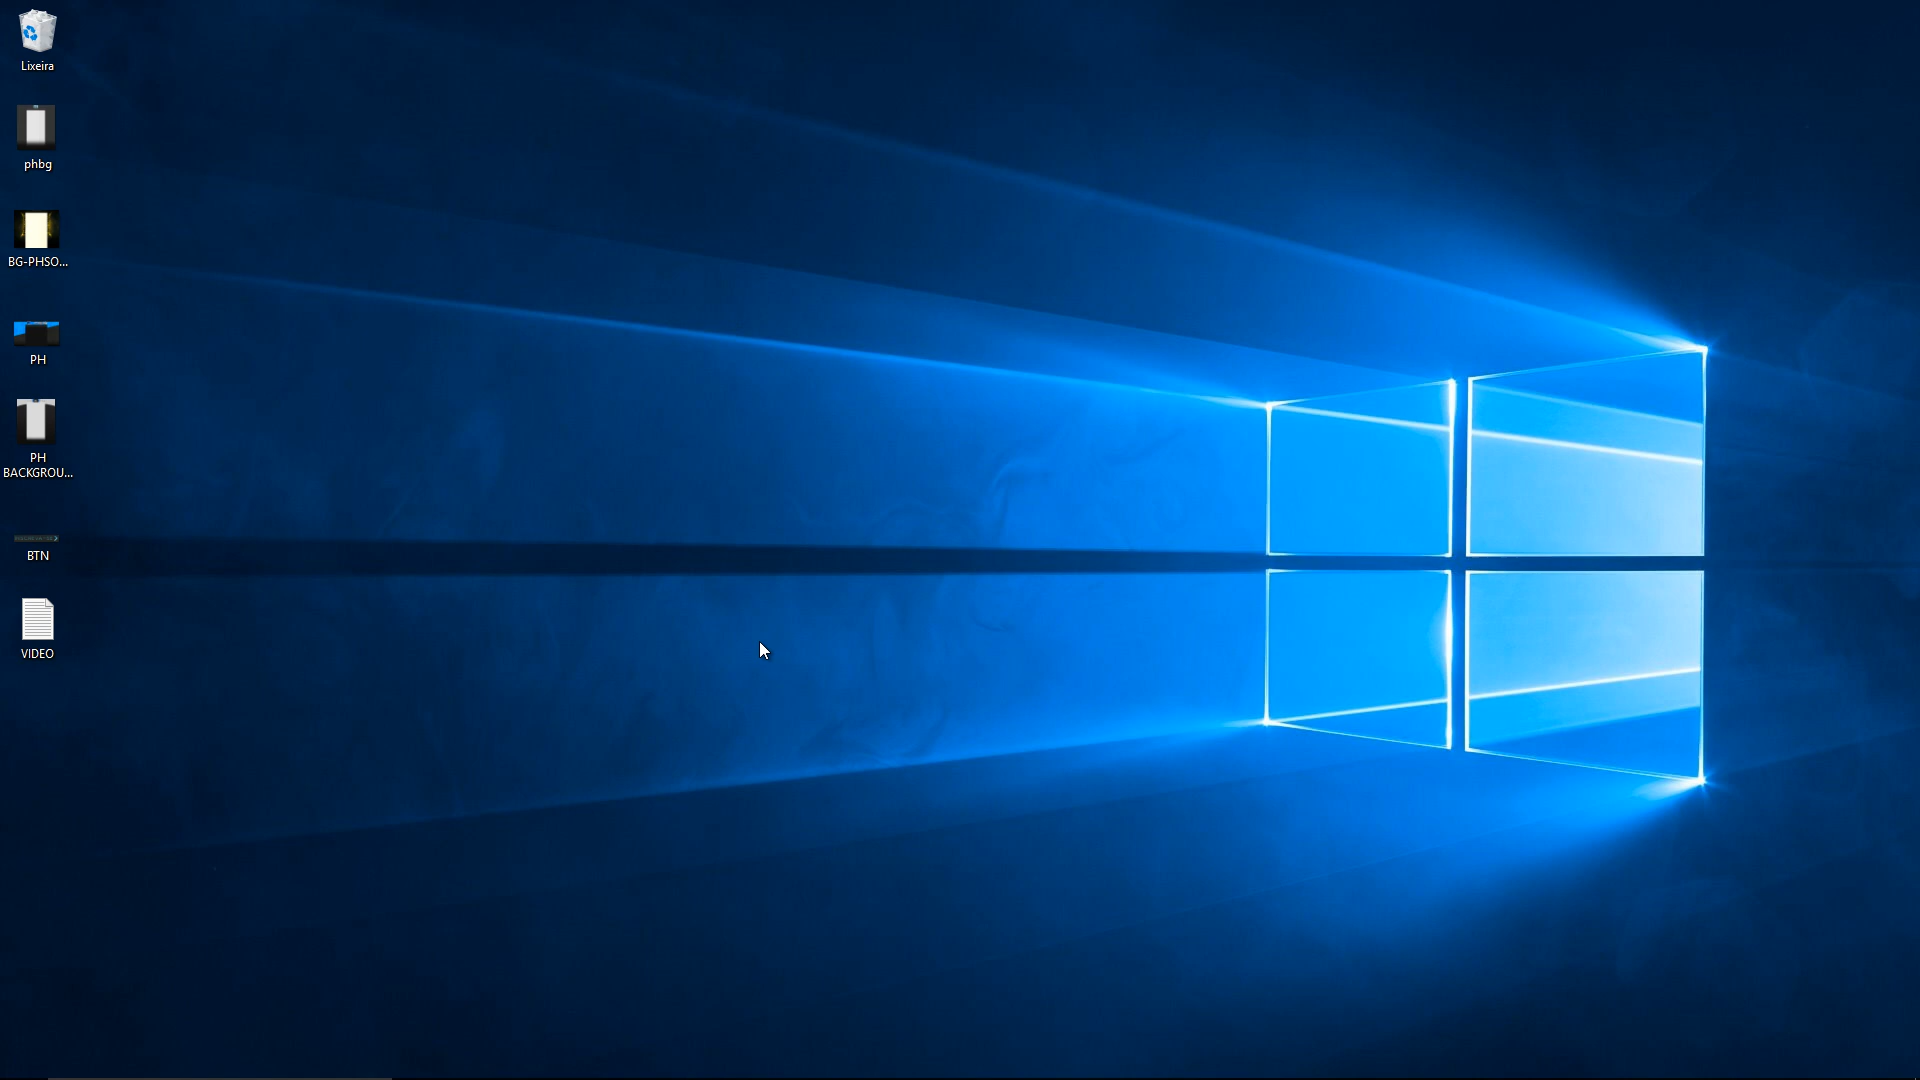 Lixeira
phbg
BG-PHSO...
PH
PH
BACKGROU...
BTN
VIDEO